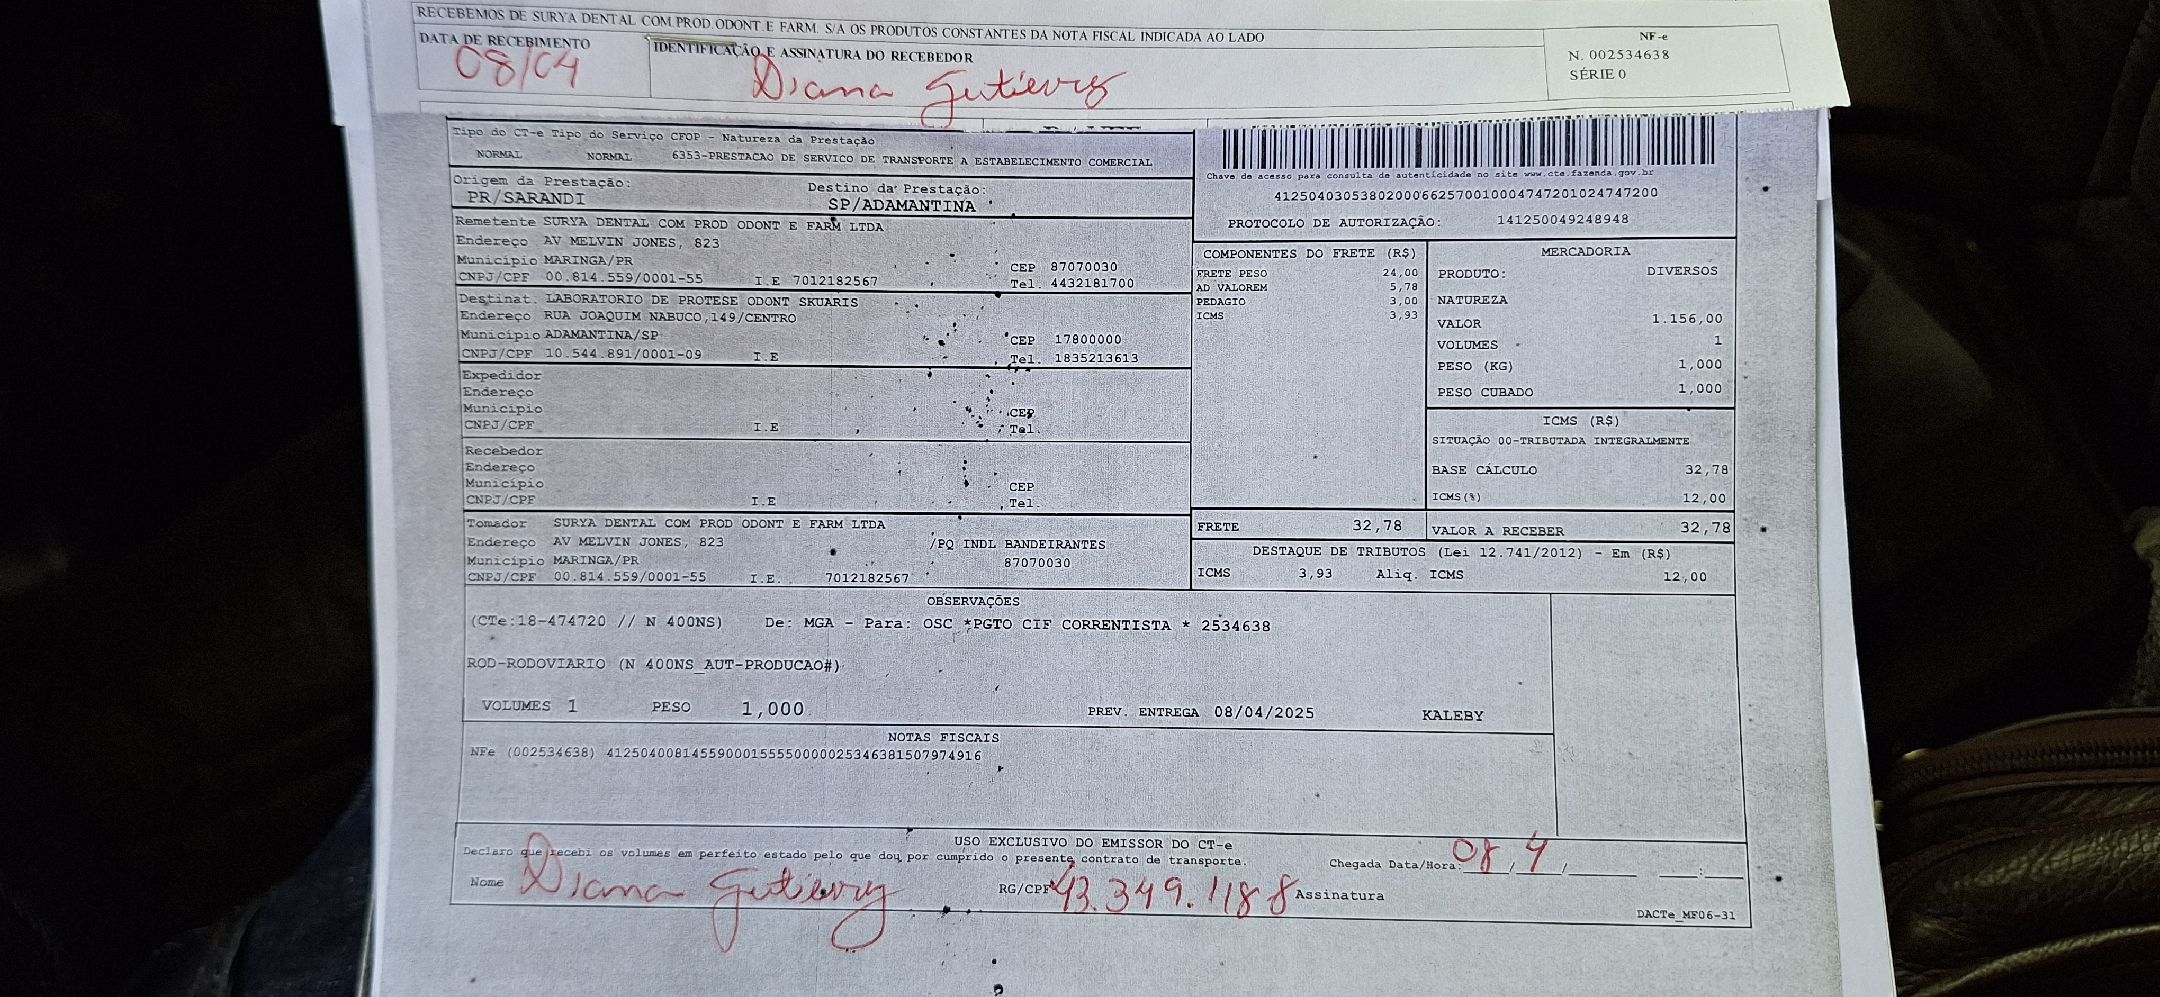 RECEBEMOS DE SURYA DENTAL COM.PROD.ODONT E FARM. S/A OS PRODUTOS CONSTANTES DA NOTA FISCAL INDICADA AO LADO
DATA DE RECEBIMENTO
08/04
IDENTIFICAÇÃO E ASSINATURA DO RECEBEDOR
Diana Gutierrz
NF-e
N. 002534638
SÉRIE 0
Tipo do CT-e Tipo do Serviço CFOP - Natureza da Prestação
NORMAL NORMAL 6353-PRESTACAO DE SERVICO DE TRANSPORTE A ESTABELECIMENTO COMERCIAL
Origem da Prestação: Destino da Prestação:
PR/SARANDI SP/ADAMANTINA
Chave de acesso para consulta de autenticidade no site www.cte.fazenda.gov.br
41250403053802000662570010004747201024747200
PROTOCOLO DE AUTORIZAÇÃO: 141250049248948
Remetente SURYA DENTAL COM PROD ODONT E FARM LTDA
Endereço AV MELVIN JONES, 823
Município MARINGA/PR CEP 87070030
CNPJ/CPF 00.814.559/0001-55 I.E 7012182567 Tel. 4432181700
Destinat. LABORATORIO DE PROTESE ODONT SKUARIS
Endereço RUA JOAQUIM NABUCO,149/CENTRO
Município ADAMANTINA/SP CEP 17800000
CNPJ/CPF 10.544.891/0001-09 I.E Tel. 1835213613
Expedidor
Endereço
Município CEP
CNPJ/CPF I.E Tel.
Recebedor
Endereço
Município CEP
CNPJ/CPF I.E Tel.
Tomador SURYA DENTAL COM PROD ODONT E FARM LTDA
Endereço AV MELVIN JONES, 823 /PQ INDL BANDEIRANTES
Município MARINGA/PR 87070030
CNPJ/CPF 00.814.559/0001-55 I.E. 7012182567
COMPONENTES DO FRETE (R$)
FRETE PESO 24,00
AD VALOREM 5,78
PEDAGIO 3,00
ICMS 3,93
MERCADORIA
PRODUTO: DIVERSOS
NATUREZA
VALOR 1.156,00
VOLUMES 1
PESO (KG) 1,000
PESO CUBADO 1,000
ICMS (R$)
SITUAÇÃO 00-TRIBUTADA INTEGRALMENTE
BASE CÁLCULO 32,78
ICMS(%) 12,00
FRETE 32,78 VALOR A RECEBER 32,78
DESTAQUE DE TRIBUTOS (Lei 12.741/2012) - Em (R$)
ICMS 3,93 Aliq. ICMS 12,00
OBSERVAÇÕES
(CTe:18-474720 // N 400NS) De: MGA - Para: OSC *PGTO CIF CORRENTISTA * 2534638
ROD-RODOVIARIO (N 400NS_AUT-PRODUCAO#)
VOLUMES 1 PESO 1,000 PREV. ENTREGA 08/04/2025 KALEBY
NOTAS FISCAIS
NFe (002534638) 41250400814559000155550000025346381507974916
USO EXCLUSIVO DO EMISSOR DO CT-e
Declaro que recebi os volumes em perfeito estado pelo que dou por cumprido o presente contrato de transporte.
Chegada Data/Hora: 08/4/ :
Nome Diana Gutierrz RG/CPF 43.349.118 8 Assinatura
DACTe_MF06-31